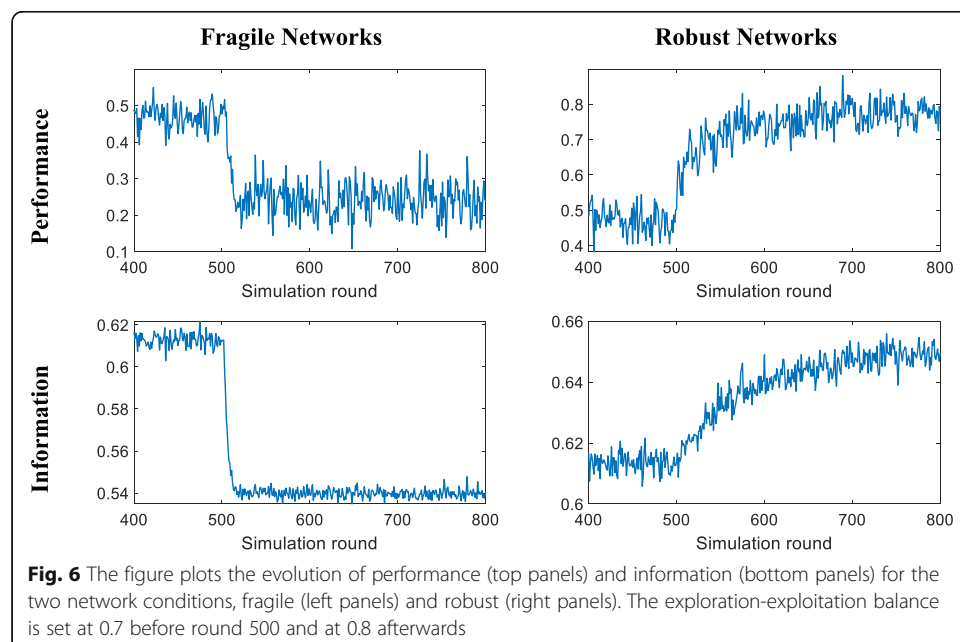 Fragile Networks
Robust Networks
Performance
0.5
0.4
0.3
0.2
0.1
400 500 600 700 800
Simulation round
0.8
0.7
0.6
0.5
0.4
400 500 600 700 800
Simulation round
Information
0.62
0.6
0.58
0.56
0.54
400 500 600 700 800
Simulation round
0.66
0.64
0.62
0.6
400 500 600 700 800
Simulation round
Fig. 6 The figure plots the evolution of performance (top panels) and information (bottom panels) for the
two network conditions, fragile (left panels) and robust (right panels). The exploration-exploitation balance
is set at 0.7 before round 500 and at 0.8 afterwards